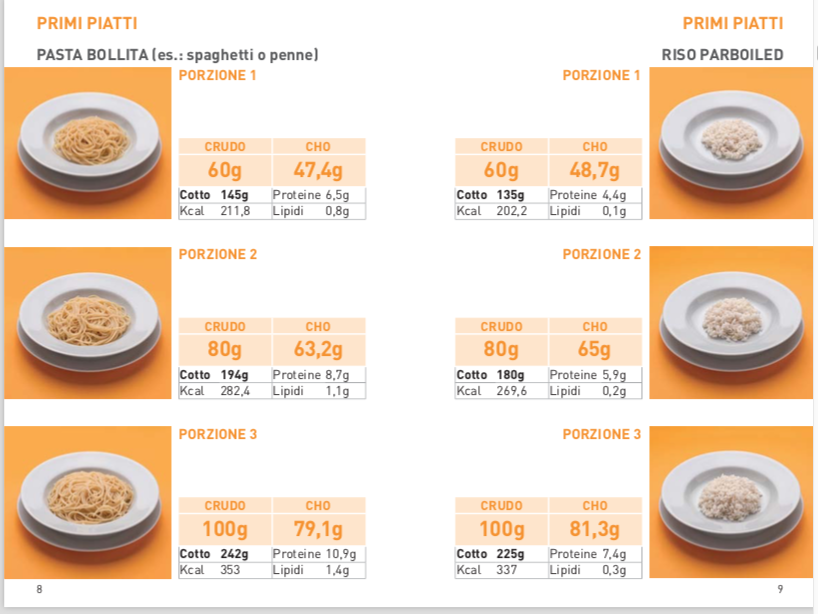 PRIMI PIATTI
PASTA BOLLITA (es.: spaghetti o penne)
PORZIONE 1
CRUDO CHO
60g 47,4g
Cotto 145g Proteine 6,5g
Kcal 211,8 Lipidi 0,8g
PORZIONE 2
CRUDO CHO
80g 63,2g
Cotto 194g Proteine 8,7g
Kcal 282,4 Lipidi 1,1g
PORZIONE 3
CRUDO CHO
100g 79,1g
Cotto 242g Proteine 10,9g
Kcal 353 Lipidi 1,4g
8
PRIMI PIATTI
RISO PARBOILED
PORZIONE 1
CRUDO CHO
60g 48,7g
Cotto 135g Proteine 4,4g
Kcal 202,2 Lipidi 0,1g
PORZIONE 2
CRUDO CHO
80g 65g
Cotto 180g Proteine 5,9g
Kcal 269,6 Lipidi 0,2g
PORZIONE 3
CRUDO CHO
100g 81,3g
Cotto 225g Proteine 7,4g
Kcal 337 Lipidi 0,3g
9